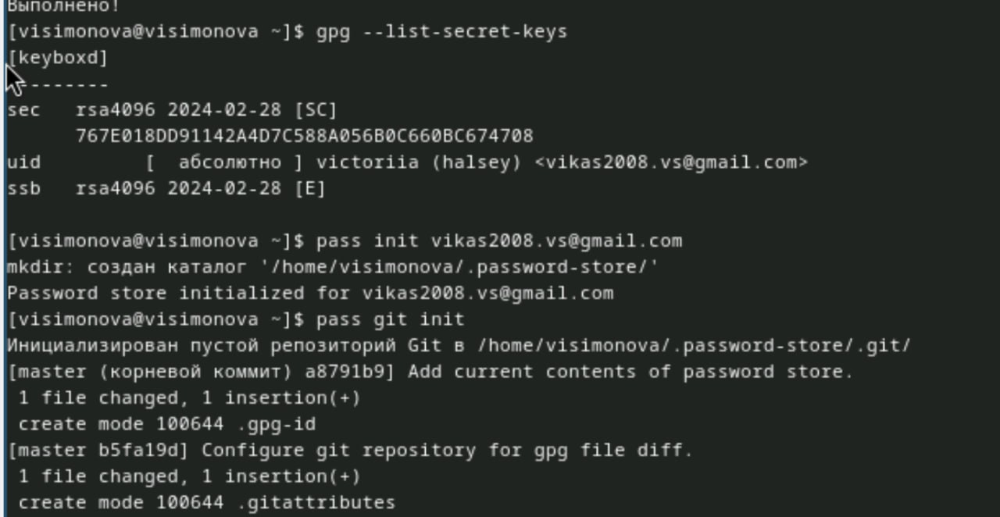 Выполнено!
[visimonova@visimonova ~]$ gpg --list-secret-keys
[keyboxd]
---------
sec   rsa4096 2024-02-28 [SC]
      767E018DD91142A4D7C588A056B0C660BC674708
uid         [  абсолютно ] victoriia (halsey) <vikas2008.vs@gmail.com>
ssb   rsa4096 2024-02-28 [E]
[visimonova@visimonova ~]$ pass init vikas2008.vs@gmail.com
mkdir: создан каталог '/home/visimonova/.password-store/'
Password store initialized for vikas2008.vs@gmail.com
[visimonova@visimonova ~]$ pass git init
Инициализирован пустой репозиторий Git в /home/visimonova/.password-store/.git/
[master (корневой коммит) a8791b9] Add current contents of password store.
 1 file changed, 1 insertion(+)
 create mode 100644 .gpg-id
[master b5fa19d] Configure git repository for gpg file diff.
 1 file changed, 1 insertion(+)
 create mode 100644 .gitattributes